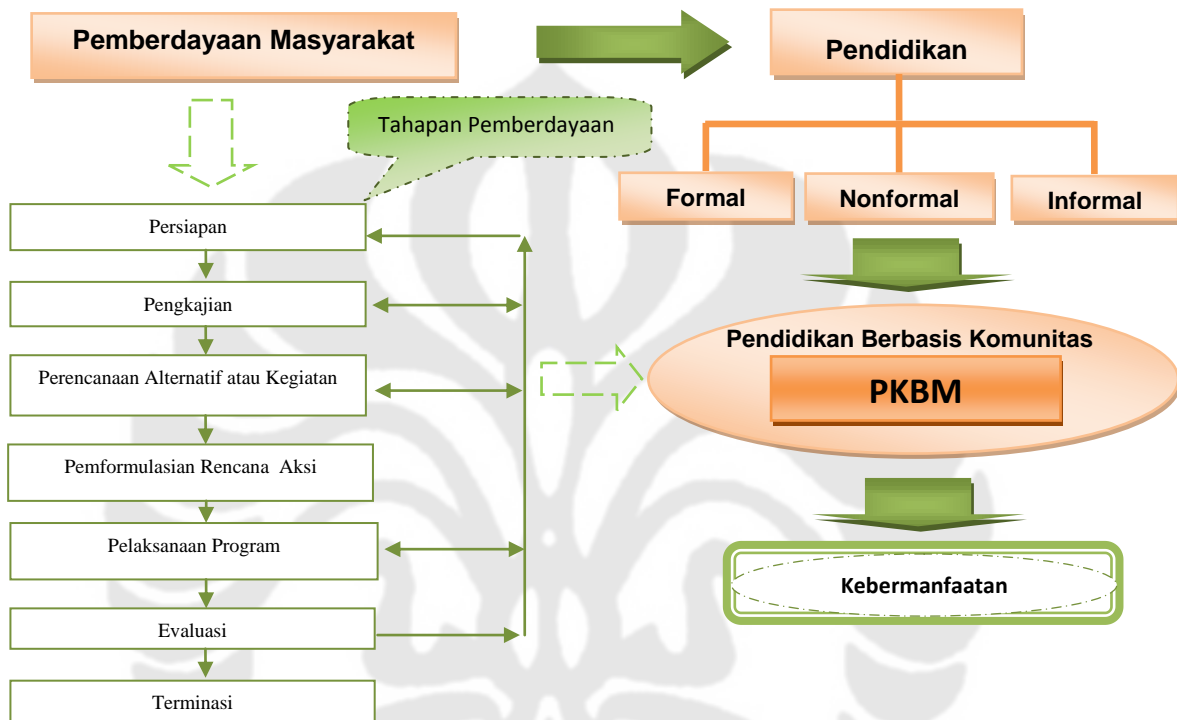 Pemberdayaan Masyarakat
Pendidikan
Tahapan Pemberdayaan
Formal
Nonformal
Informal
Persiapan
Pengkajian
Perencanaan Alternatif atau Kegiatan
Pemformulasian Rencana Aksi
Pelaksanaan Program
Evaluasi
Terminasi
Pendidikan Berbasis Komunitas
PKBM
Kebermanfaatan